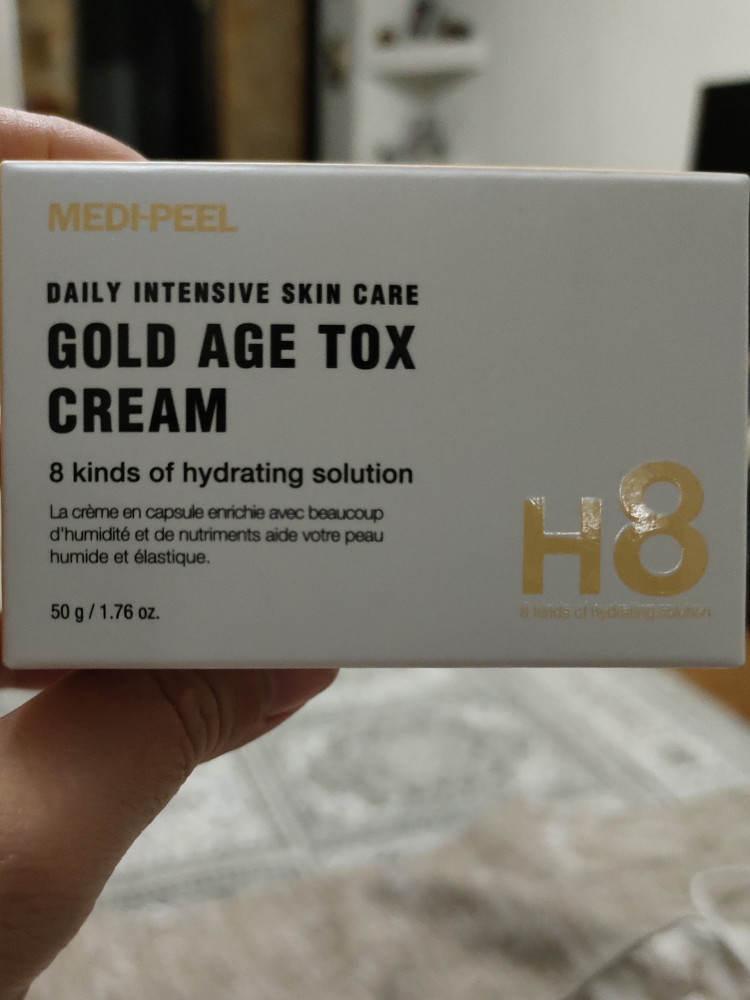 MEDI-PEEL
DAILY INTENSIVE SKIN CARE
GOLD AGE TOX
CREAM
8 kinds of hydrating solution
La crème en capsule enrichie avec beaucoup
d'humidité et de nutriments aide votre peau
humide et élastique.
50 g / 1.76 oz.
H8
8 kinds of hydrating solution